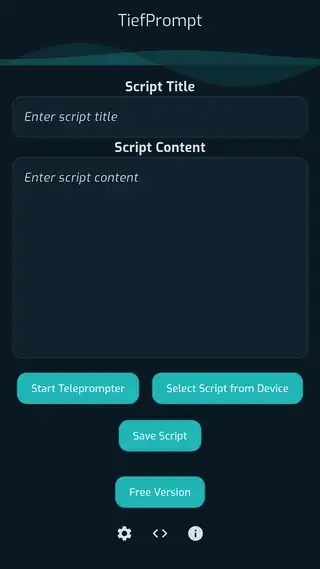 TiefPrompt
Script Title
Enter script title
Script Content
Enter script content
Start Teleprompter
Select Script from Device
Save Script
Free Version